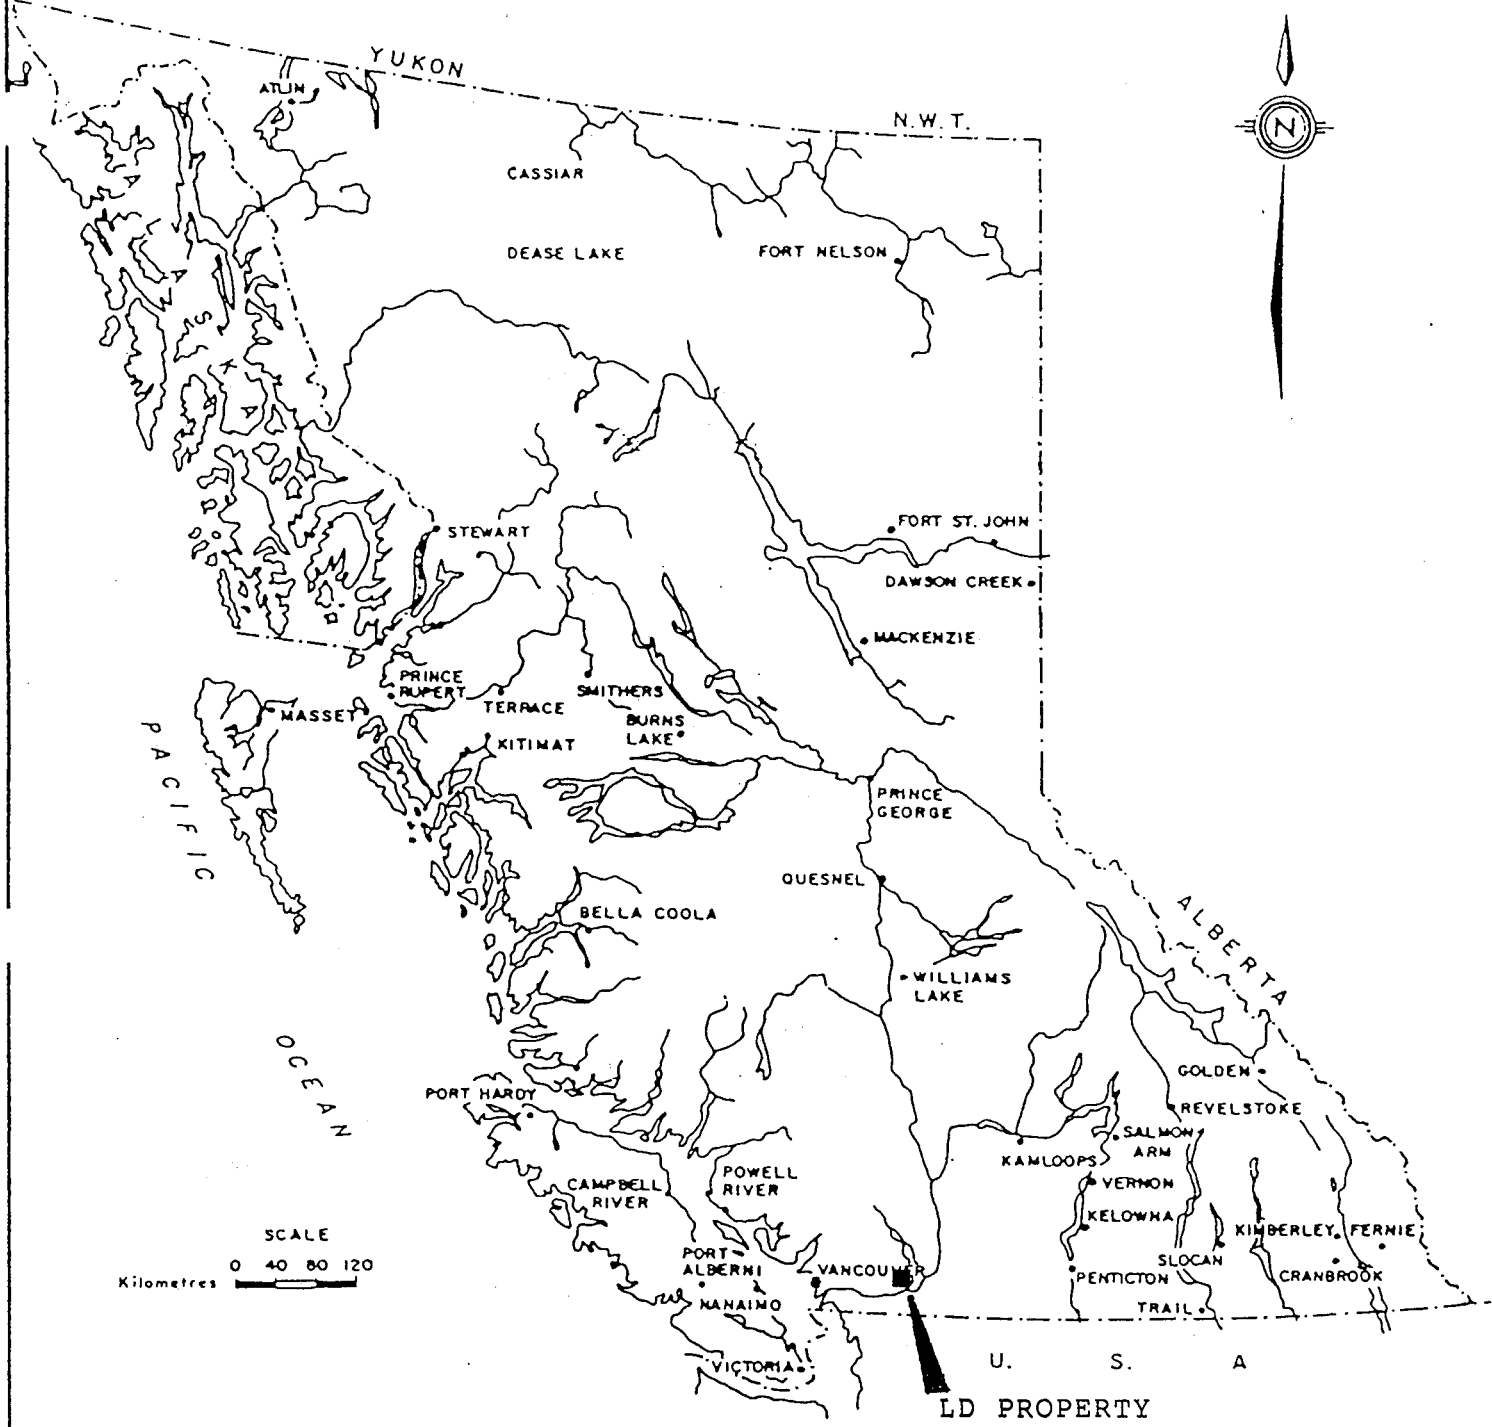 YUKON
ATLIN
N.W.T.
N
CASSIAR
DEASE LAKE
FORT NELSON
ALASKA
STEWART
FORT ST. JOHN
DAWSON CREEK
MACKENZIE
PRINCE
RUPERT
SMITHERS
TERRACE
MASSET
BURNS
LAKE
KITIMAT
PACIFIC
PRINCE
GEORGE
QUESNEL
BELLA COOLA
ALBERTA
WILLIAMS
LAKE
OCEAN
GOLDEN
PORT HARDY
REVELSTOKE
SALMON
ARM
KAMLOOPS
POWELL
RIVER
CAMPBELL
RIVER
VERNON
KELOWNA
KIMBERLEY
FERNIE
SCALE
0 40 80 120
Kilometres
PORT
ALBERNI
VANCOUVER
SLOCAN
PENTICTON
CRANBROOK
NANAIMO
TRAIL
VICTORIA
U. S. A
LD PROPERTY